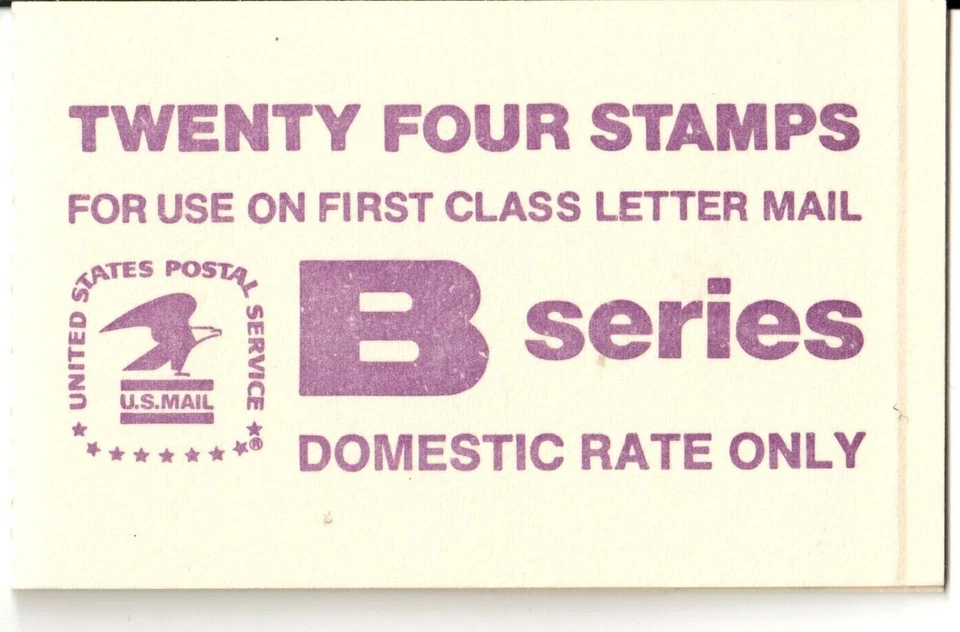 TWENTY FOUR STAMPS
FOR USE ON FIRST CLASS LETTER MAIL
UNITED STATES POSTAL SERVICE ®
U.S.MAIL
B series
DOMESTIC RATE ONLY